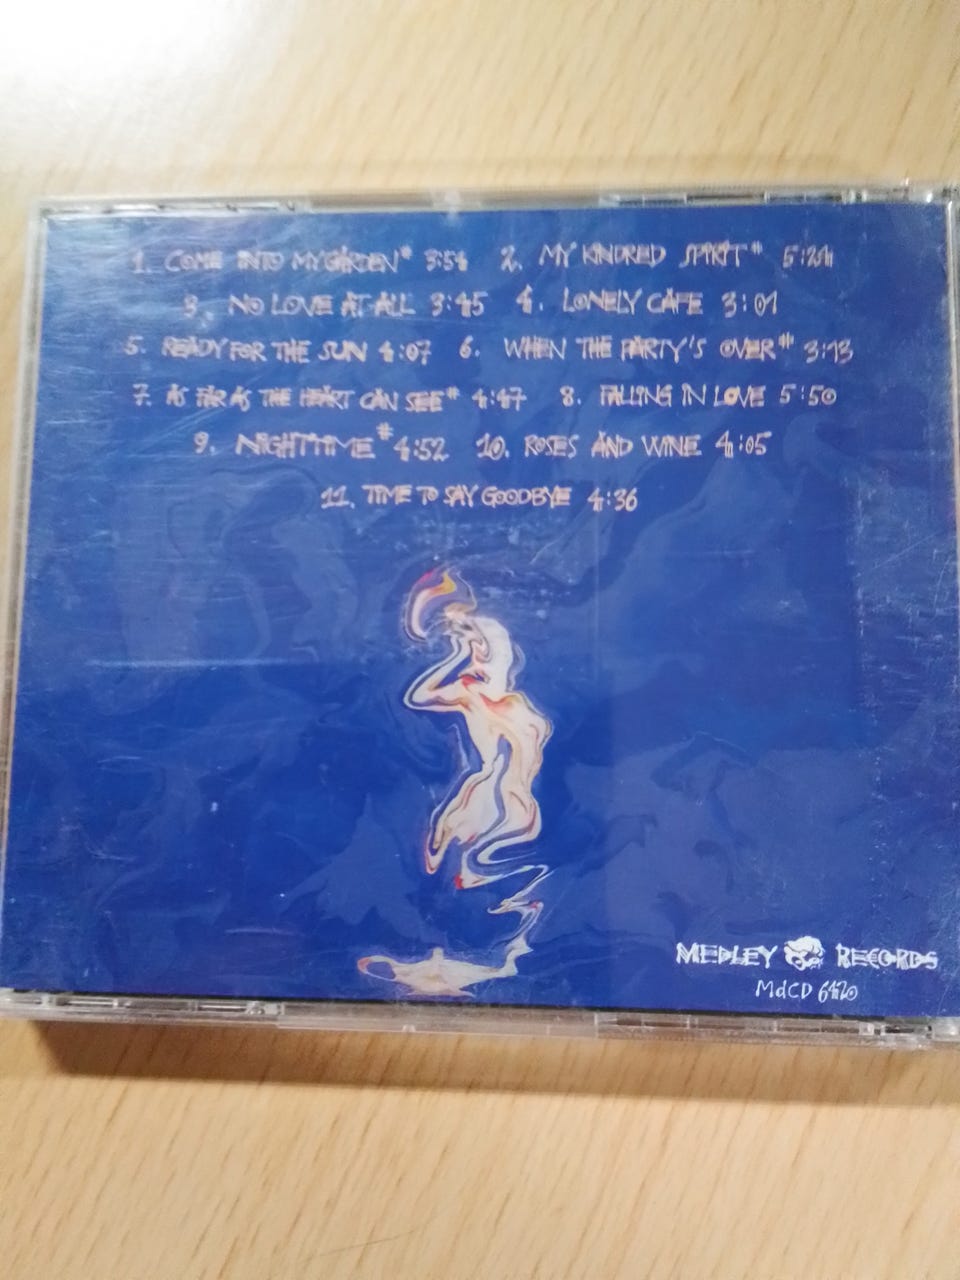 1. COME INTO MY GARDEN# 3:54 2. MY KINDRED SPIRIT# 5:21
3. NO LOVE AT ALL 3:45 4. LONELY CAFE 3:01
5. READY FOR THE SUN 4:07 6. WHEN THE PARTY'S OVER# 3:13
7. AS FAR AS THE HEART CAN SEE# 4:47 8. FALLING IN LOVE 5:50
9. NIGHTTIME# 4:52 10. ROSES AND WINE 4:05
11. TIME TO SAY GOODBYE 4:36
MEDLEY RECORDS
MdCD 6420